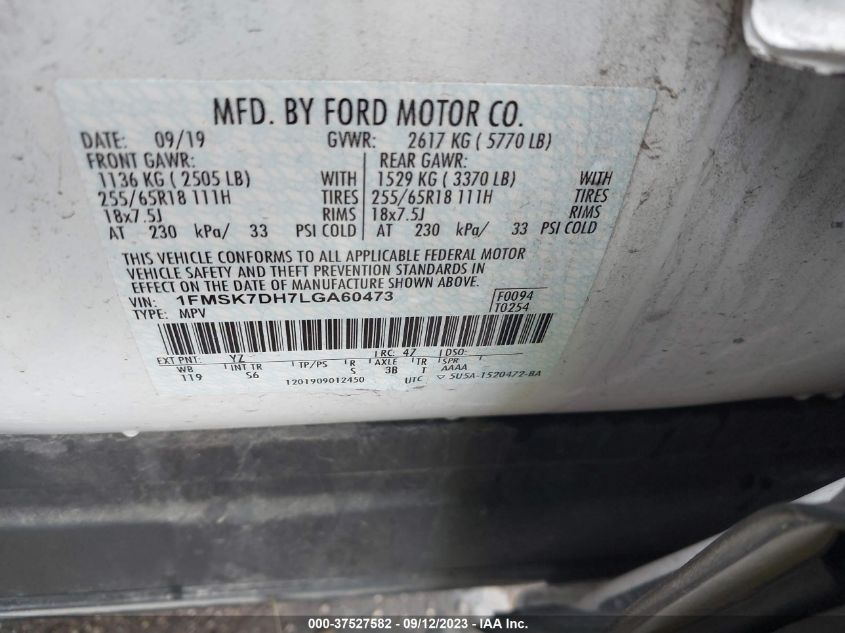 MFD. BY FORD MOTOR CO.
DATE: 09/19 GVWR: 2617 KG ( 5770 LB)
FRONT GAWR: REAR GAWR:
1136 KG ( 2505 LB) WITH 1529 KG ( 3370 LB) WITH
255/65R18 111H TIRES 255/65R18 111H TIRES
18x7.5J RIMS 18x7.5J RIMS
AT 230 kPa/ 33 PSI COLD AT 230 kPa/ 33 PSI COLD
THIS VEHICLE CONFORMS TO ALL APPLICABLE FEDERAL MOTOR
VEHICLE SAFETY AND THEFT PREVENTION STANDARDS IN
EFFECT ON THE DATE OF MANUFACTURE SHOWN ABOVE.
VIN: 1FMSK7DH7LGA60473 F0094
TYPE: MPV T0254
EXT PNT: YZ RC: 47 DSO:
WB INT TR TP/PS R AXLE TR SPR
119 S6 S 3B T AAAA
1201909012450 UTC ▽ 5U5A-1520472-BA
000-37527582 - 09/12/2023 - IAA Inc.